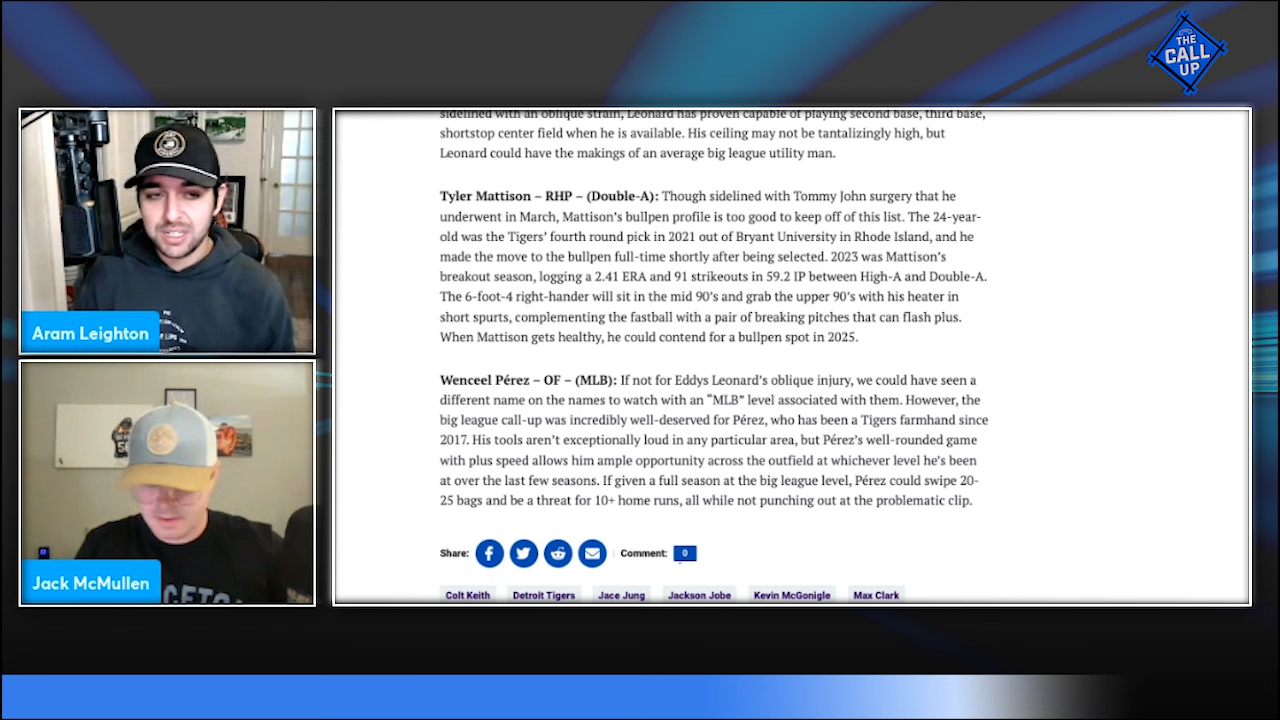 THE
CALL
UP
Aram Leighton
Jack McMullen
sidelined with an oblique strain, Leonard has proven capable of playing second base, third base,
shortstop center field when he is available. His ceiling may not be tantalizingly high, but
Leonard could have the makings of an average big league utility man.
Tyler Mattison – RHP – (Double-A): Though sidelined with Tommy John surgery that he
underwent in March, Mattison’s bullpen profile is too good to keep off of this list. The 24-year-
old was the Tigers’ fourth round pick in 2021 out of Bryant University in Rhode Island, and he
made the move to the bullpen full-time shortly after being selected. 2023 was Mattison’s
breakout season, logging a 2.41 ERA and 91 strikeouts in 59.2 IP between High-A and Double-A.
The 6-foot-4 right-hander will sit in the mid 90’s and grab the upper 90’s with his heater in
short spurts, complementing the fastball with a pair of breaking pitches that can flash plus.
When Mattison gets healthy, he could contend for a bullpen spot in 2025.
Wenceel Pérez – OF – (MLB): If not for Eddys Leonard’s oblique injury, we could have seen a
different name on the names to watch with an “MLB” level associated with them. However, the
big league call-up was incredibly well-deserved for Pérez, who has been a Tigers farmhand since
2017. His tools aren’t exceptionally loud in any particular area, but Pérez’s well-rounded game
with plus speed allows him ample opportunity across the outfield at whichever level he’s been
at over the last few seasons. If given a full season at the big league level, Pérez could swipe 20-
25 bags and be a threat for 10+ home runs, all while not punching out at the problematic clip.
Share: Comment: 0
Colt Keith Detroit Tigers Jace Jung Jackson Jobe Kevin McGonigle Max Clark